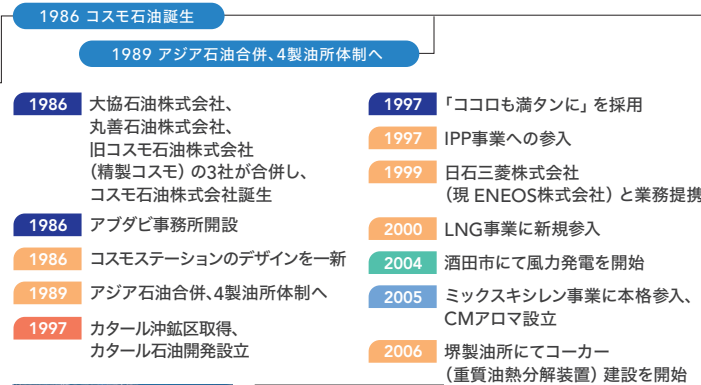 1986 コスモ石油誕生
1989 アジア石油合併、4製油所体制へ
1986 大協石油株式会社、
丸善石油株式会社、
旧コスモ石油株式会社
（精製コスモ）の3社が合併し、
コスモ石油株式会社誕生
1986 アブダビ事務所開設
1986 コスモステーションのデザインを一新
1989 アジア石油合併、4製油所体制へ
1997 カタール沖鉱区取得、
カタール石油開発設立
1997 「ココロも満タンに」を採用
1997 IPP事業への参入
1999 日石三菱株式会社
（現 ENEOS株式会社）と業務提携
2000 LNG事業に新規参入
2004 酒田市にて風力発電を開始
2005 ミックスキシレン事業に本格参入、
CMアロマ設立
2006 堺製油所にてコーカー
（重質油熱分解装置）建設を開始